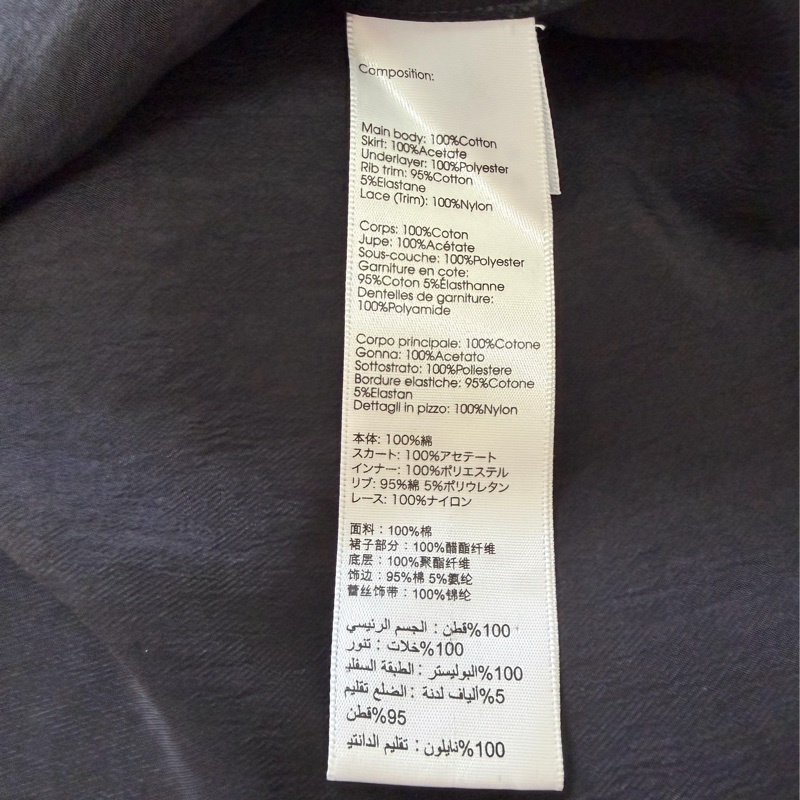 Composition:
Main body: 100%Cotton
Skirt: 100%Acetate
Underlayer: 100%Polyester
Rib trim: 95%Cotton
5%Elastane
Lace (Trim): 100%Nylon
Corps: 100%Coton
Jupe: 100%Acétate
Sous-couche: 100%Polyester
Garniture en cote:
95%Coton 5%Élasthanne
Dentelles de garniture:
100%Polyamide
Corpo principale: 100%Cotone
Gonna: 100%Acetato
Sottostrato: 100%Poliestere
Bordure elastiche: 95%Cotone
5%Elastan
Dettagli in pizzo: 100%Nylon
本体: 100%綿
スカート: 100%アセテート
インナー: 100%ポリエステル
リブ: 95%綿 5%ポリウレタン
レース: 100%ナイロン
面料：100%棉
裙子部分：100%醋酯纤维
底层：100%聚酯纤维
饰边：95%棉 5%氨纶
蕾丝饰带：100%锦纶
100%قطن : الجسم الرئيسي
100%خلات : تنور
100%البوليستر : الطبقة السفلي
5%ألياف لدنة : الضلع تقليم
95%قطن
100%نايلون : تقليم الدانتي